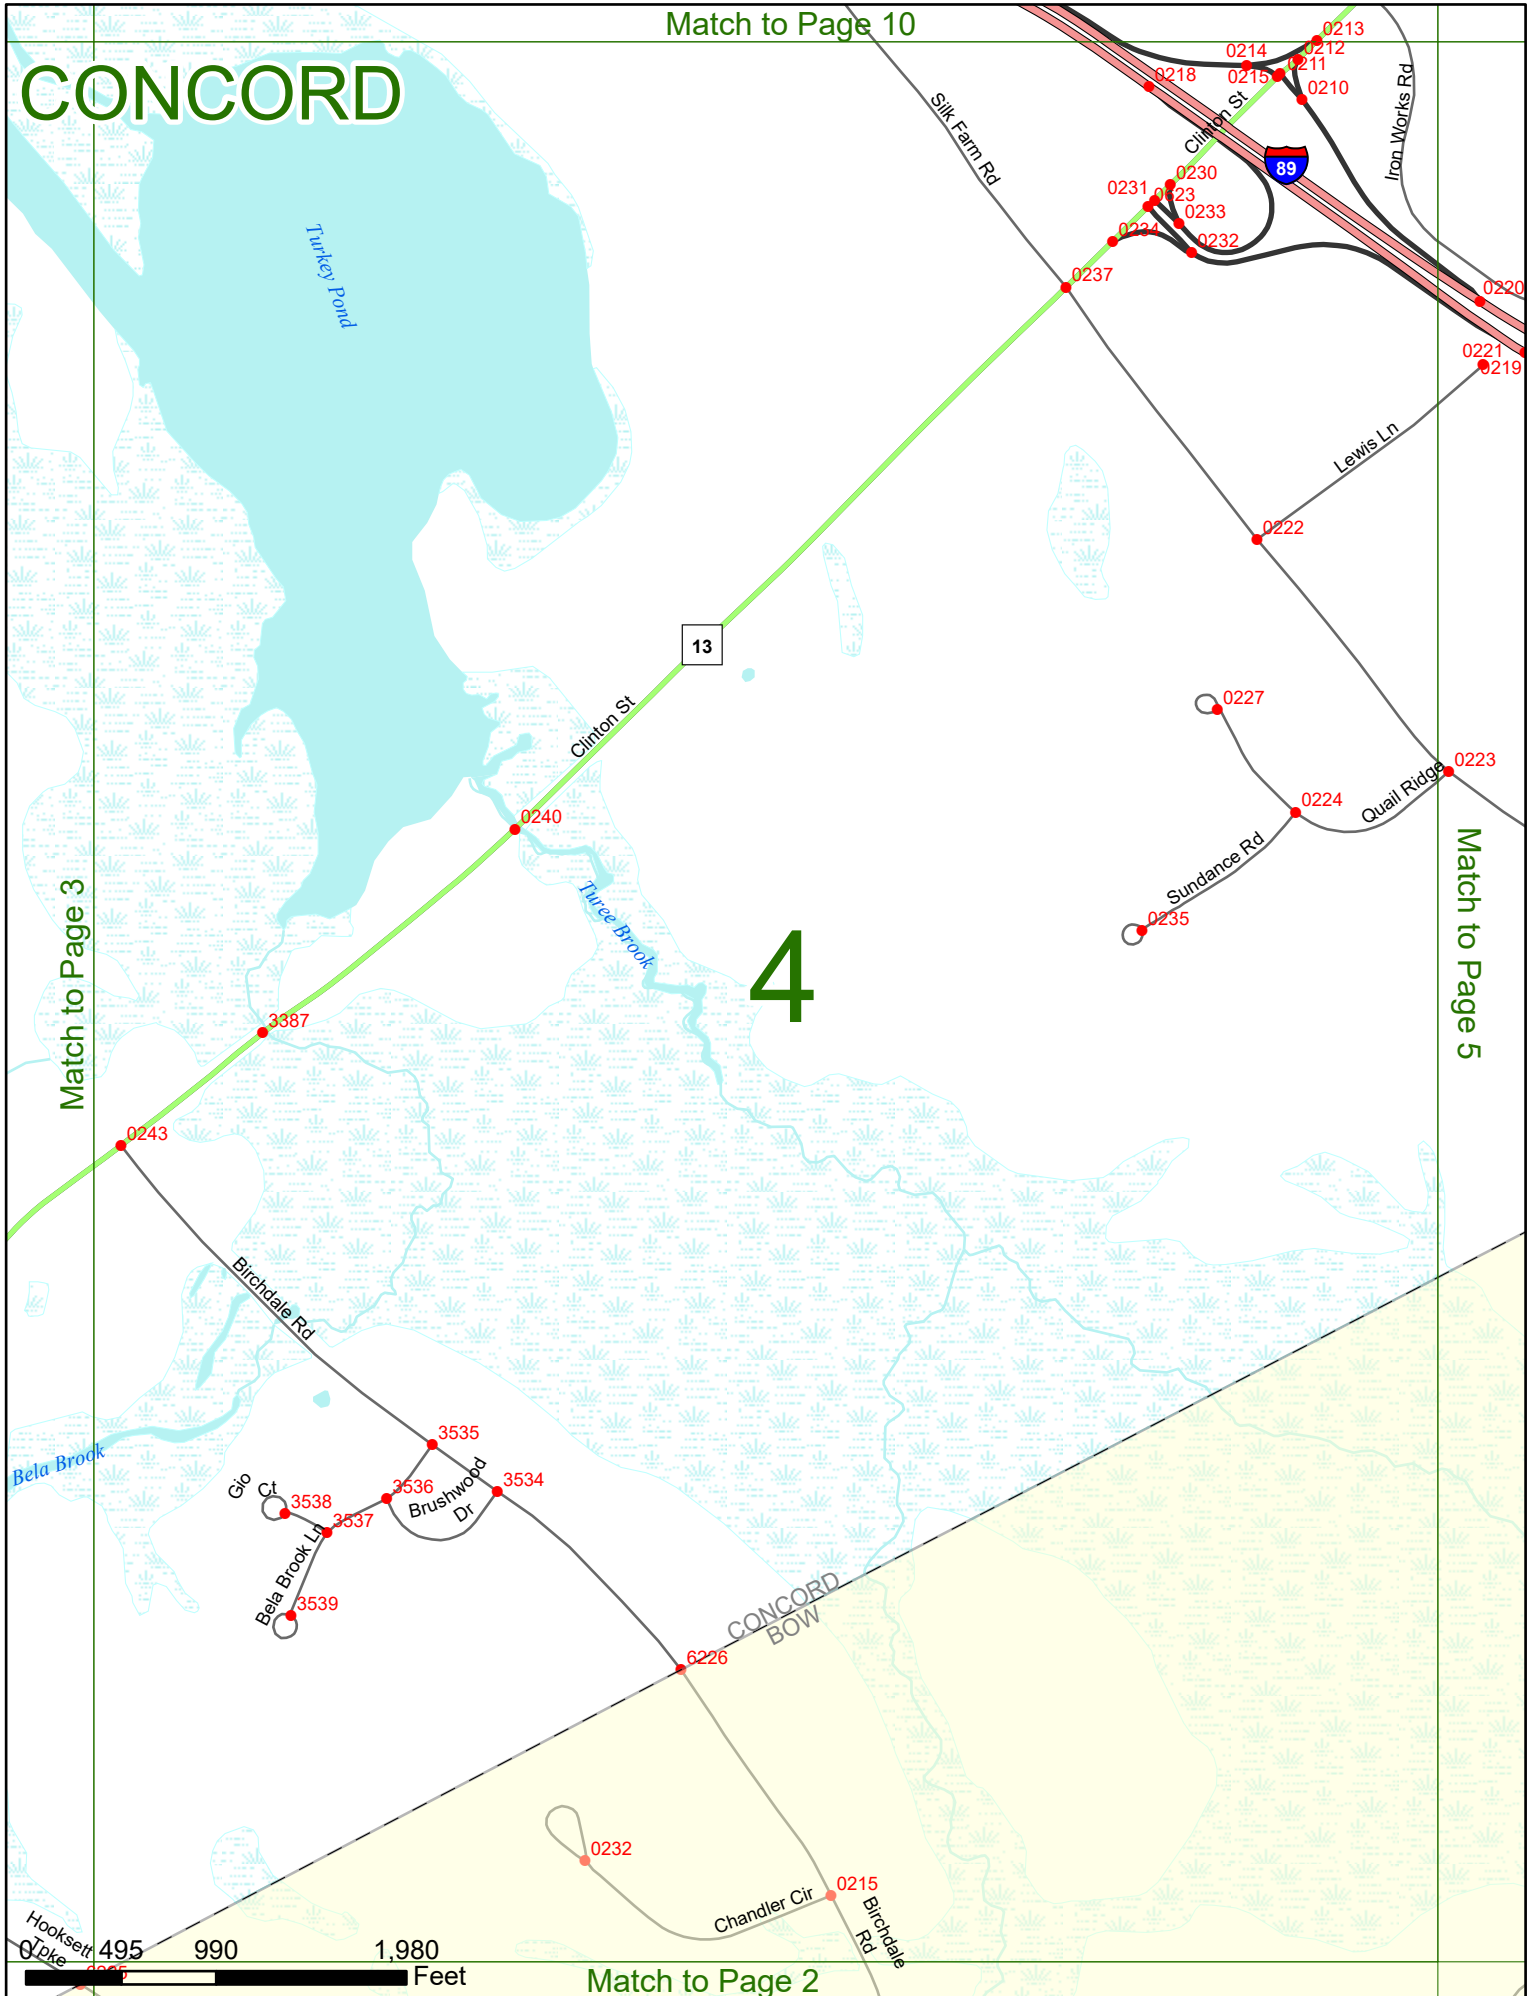 Match to Page 10
CONCORD
0213
0212
0214
0211
0215
0218
0210
Silk Farm Rd
Clinton St
Iron Works Rd
89
0230
0231
0623
0233
0234
0232
Turkey Pond
0237
0220
0221
0219
Lewis Ln
0222
13
Clinton St
0227
0223
0224
Quail Ridge
0240
Sundance Rd
0235
Turee Brook
4
Match to Page 3
Match to Page 5
3387
0243
Birchdale Rd
3535
Bela Brook
Gio
Ct
3536
Brushwood
Dr
3534
3538
3537
Bela Brook Ln
3539
CONCORD
BOW
6226
0232
0215
Chandler Cir
Birchdale
Rd
Hooksett
Tpke
0 495 990 1,980
Feet
Match to Page 2